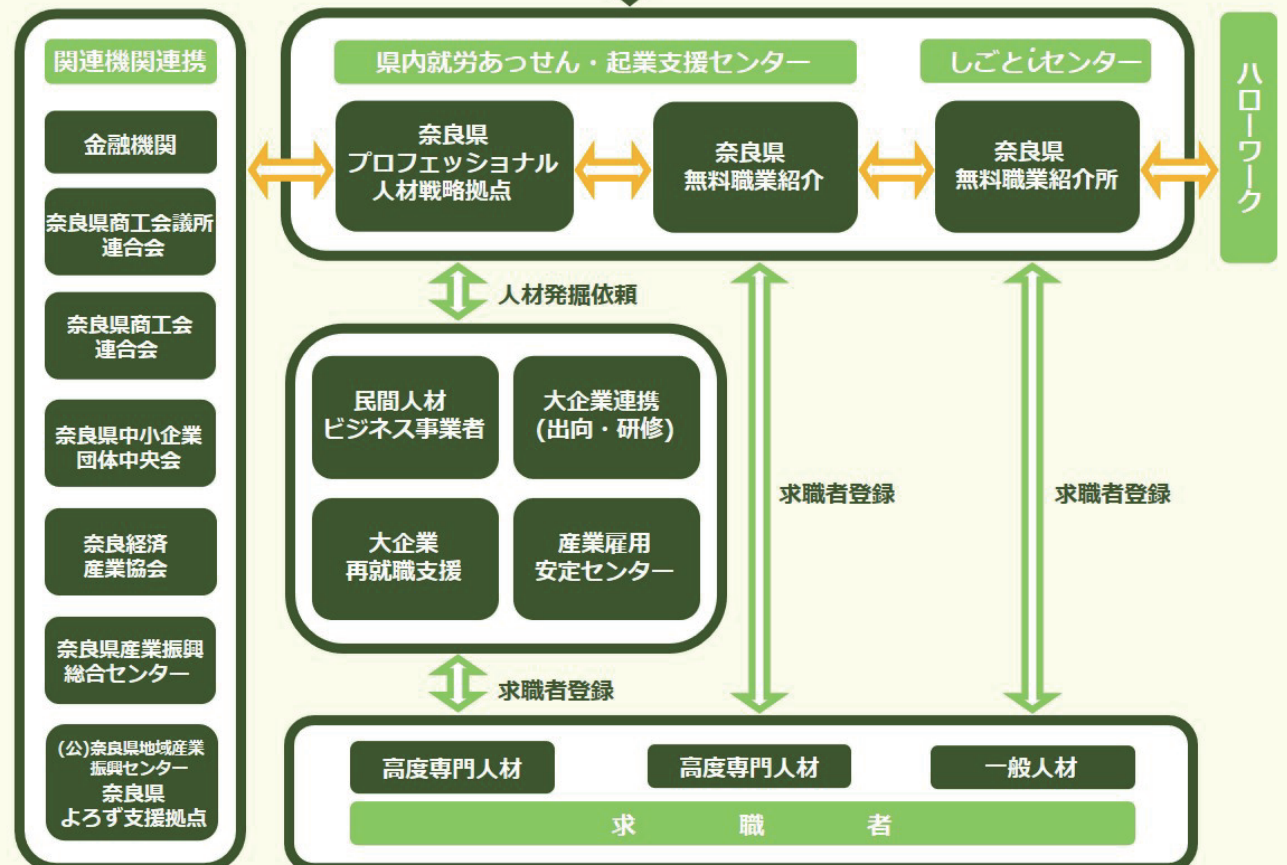 関連機関連携
金融機関
奈良県商工会議所
連合会
奈良県商工会
連合会
奈良県中小企業
団体中央会
奈良経済
産業協会
奈良県産業振興
総合センター
(公)奈良県地域産業
振興センター
奈良県
よろず支援拠点
県内就労あっせん・起業支援センター
奈良県
プロフェッショナル
人材戦略拠点
奈良県
無料職業紹介
しごとiセンター
奈良県
無料職業紹介所
ハローワーク
人材発掘依頼
民間人材
ビジネス事業者
大企業連携
(出向・研修)
大企業
再就職支援
産業雇用
安定センター
求職者登録
求職者登録
求職者登録
高度専門人材
高度専門人材
一般人材
求職者